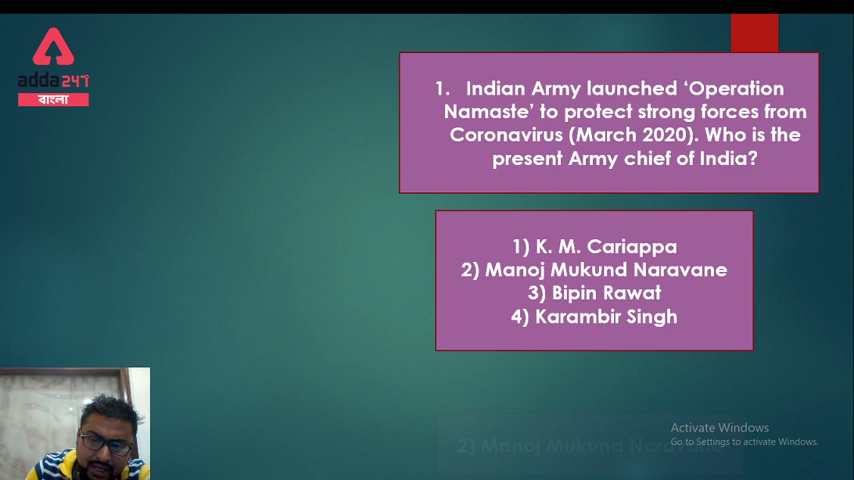 adda247
বাংলা
1. Indian Army launched ‘Operation
Namaste’ to protect strong forces from
Coronavirus (March 2020). Who is the
present Army chief of India?
1) K. M. Cariappa
2) Manoj Mukund Naravane
3) Bipin Rawat
4) Karambir Singh
2) Manoj Mukund Naravane
Activate Windows
Go to Settings to activate Windows.